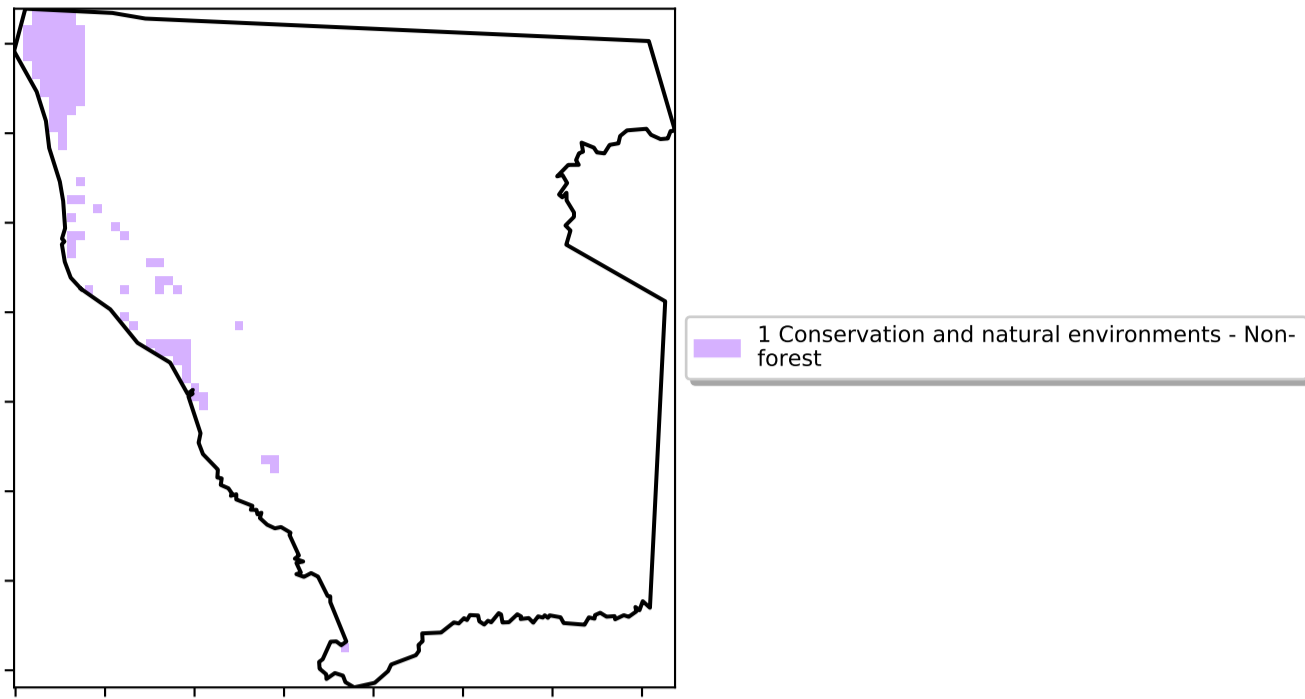 1 Conservation and natural environments - Non-
forest